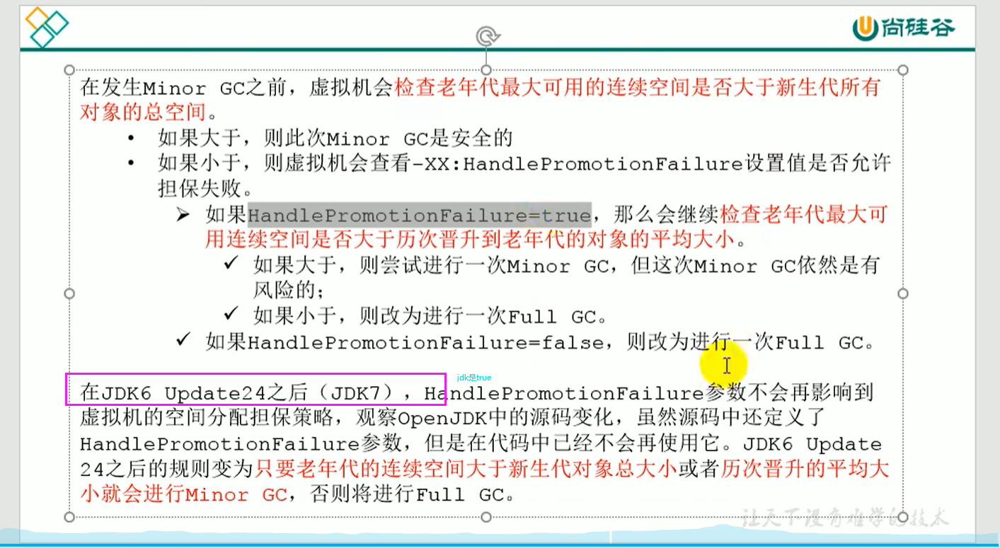 尚硅谷
在发生Minor GC之前，虚拟机会检查老年代最大可用的连续空间是否大于新生代所有
对象的总空间。
• 如果大于，则此次Minor GC是安全的
• 如果小于，则虚拟机会查看-XX:HandlePromotionFailure设置值是否允许
担保失败。
➢ 如果HandlePromotionFailure=true，那么会继续检查老年代最大可
用连续空间是否大于历次晋升到老年代的对象的平均大小。
✓ 如果大于，则尝试进行一次Minor GC，但这次Minor GC依然是有
风险的；
✓ 如果小于，则改为进行一次Full GC。
✓ 如果HandlePromotionFailure=false，则改为进行一次Full GC。
jdk是true
在JDK6 Update24之后（JDK7），HandlePromotionFailure参数不会再影响到
虚拟机的空间分配担保策略，观察OpenJDK中的源码变化，虽然源码中还定义了
HandlePromotionFailure参数，但是在代码中已经不会再使用它。JDK6 Update
24之后的规则变为只要老年代的连续空间大于新生代对象总大小或者历次晋升的平均大
小就会进行Minor GC，否则将进行Full GC。
让天下没有难学的技术